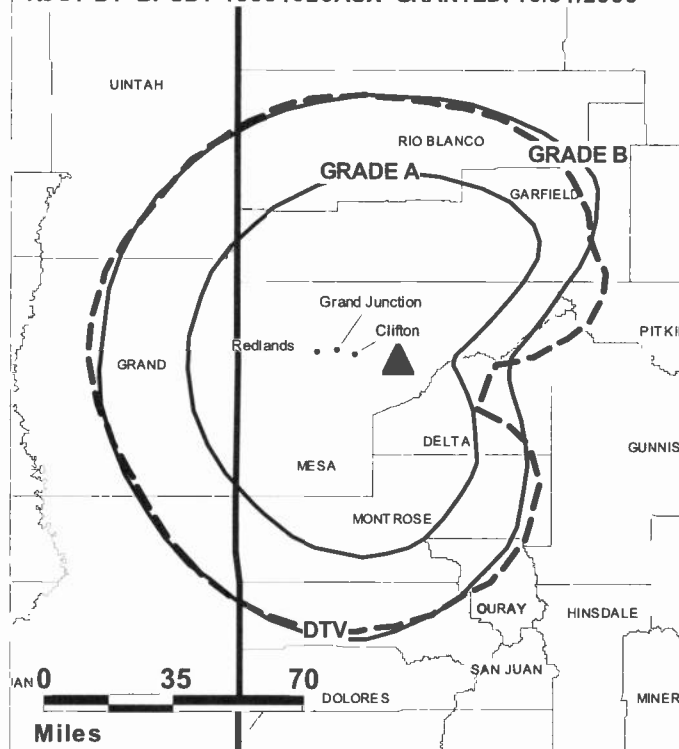 UINTAH
RIO BLANCO
GRADE B
GRADE A
GARFIELD
Grand Junction
Clifton
Redlands
PITKI
GRAND
DELTA
MESA
GUNNIS
MONTROSE
OURAY
HINSDALE
DTV
SAN JUAN
AN
0 35 70
DOLORES
MINER
Miles